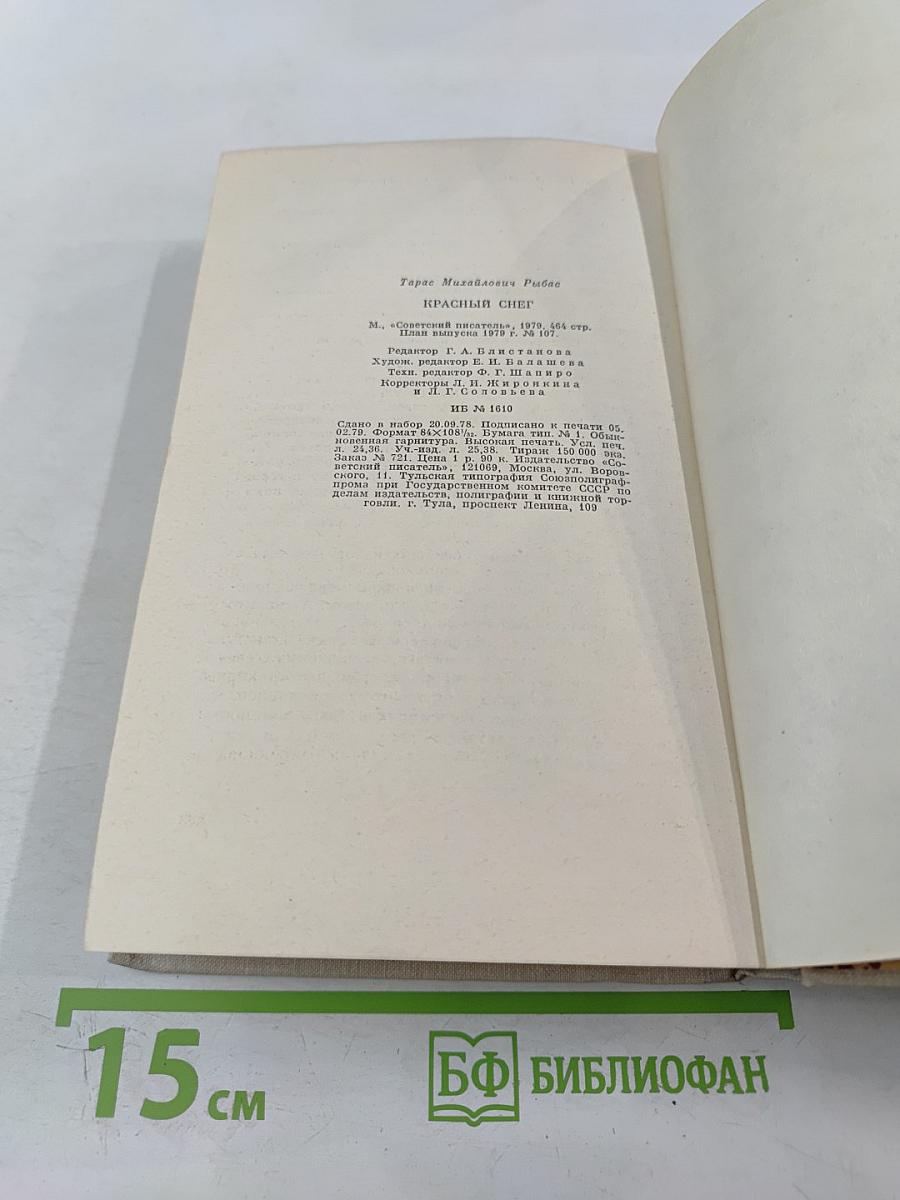 Тарас Михайлович Рыбас
КРАСНЫЙ СНЕГ
М., «Советский писатель», 1979, 464 стр.
План выпуска 1979 г. № 107.
Редактор Г. А. Блистанова
Худож. редактор Е. И. Балашева
Техн. редактор Ф. Г. Шапиро
Корректоры Л. И. Жиронкина
и Л. Г. Соловьева
ИБ № 1610
Сдано в набор 20.09.78. Подписано к печати 05.
02.79. Формат 84×108¹/₃₂. Бумага тип. № 1. Обык-
новенная гарнитура. Высокая печать. Усл. печ.
л. 24,36. Уч.-изд. л. 25,38. Тираж 150 000 экз.
Заказ № 721. Цена 1 р. 90 к. Издательство «Со-
ветский писатель», 121069, Москва, ул. Воров-
ского, 11. Тульская типография Союзполиграф-
прома при Государственном комитете СССР по
делам издательств, полиграфии и книжной тор-
говли. г. Тула, проспект Ленина, 109
15 см
БФ БИБЛИОФАН